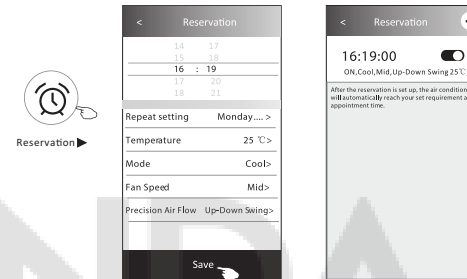 Reservation
< Reservation
14 17
15 18
16 : 19
17 20
18 21
Repeat setting Monday.... >
Temperature 25 ℃>
Mode Cool>
Fan Speed Mid>
Precision Air Flow Up-Down Swing>
Save
< Reservation
16:19:00
ON,Cool,Mid,Up-Down Swing 25℃
After the reservation is set up, the air condition
will automatically reach your set requirement a
appointment time.